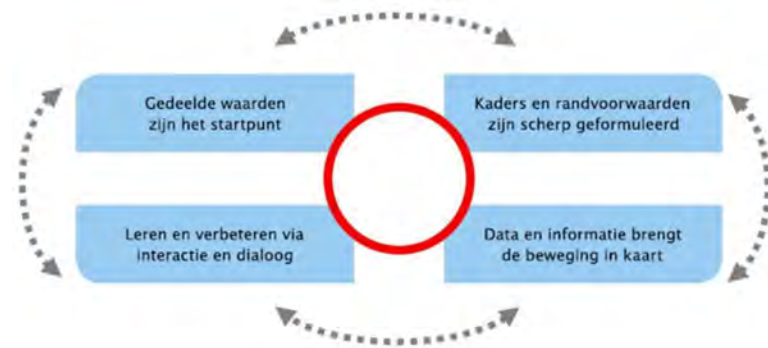 Gedeelde waarden
zijn het startpunt
Kaders en randvoorwaarden
zijn scherp geformuleerd
Leren en verbeteren via
interactie en dialoog
Data en informatie brengt
de beweging in kaart